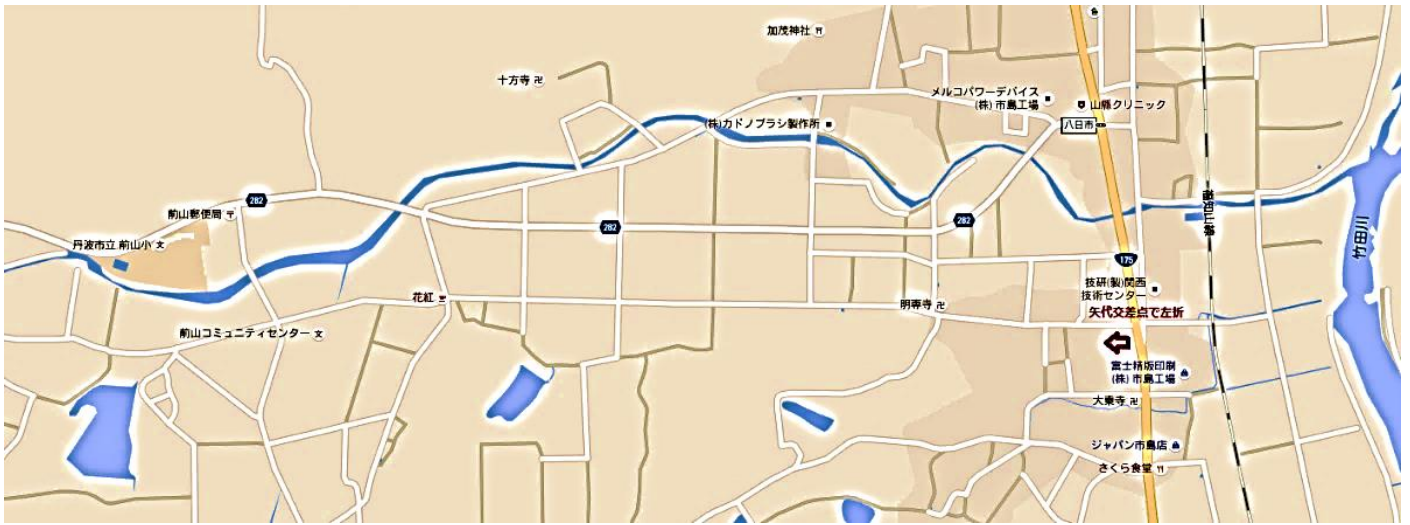 加茂神社
十方寺
メルコパワーデバイス
(株) 市島工場
山縣クリニック
(株)カドノブラシ製作所
八日市
282
前山郵便局
282
282
福知山線
丹波市立 前山小
竹田川
175
技研(製)関西
技術センター
花紅
明専寺
矢代交差点で左折
前山コミュニティセンター
富士精版印刷
(株) 市島工場
大乗寺
ジャパン市島店
さくら食堂